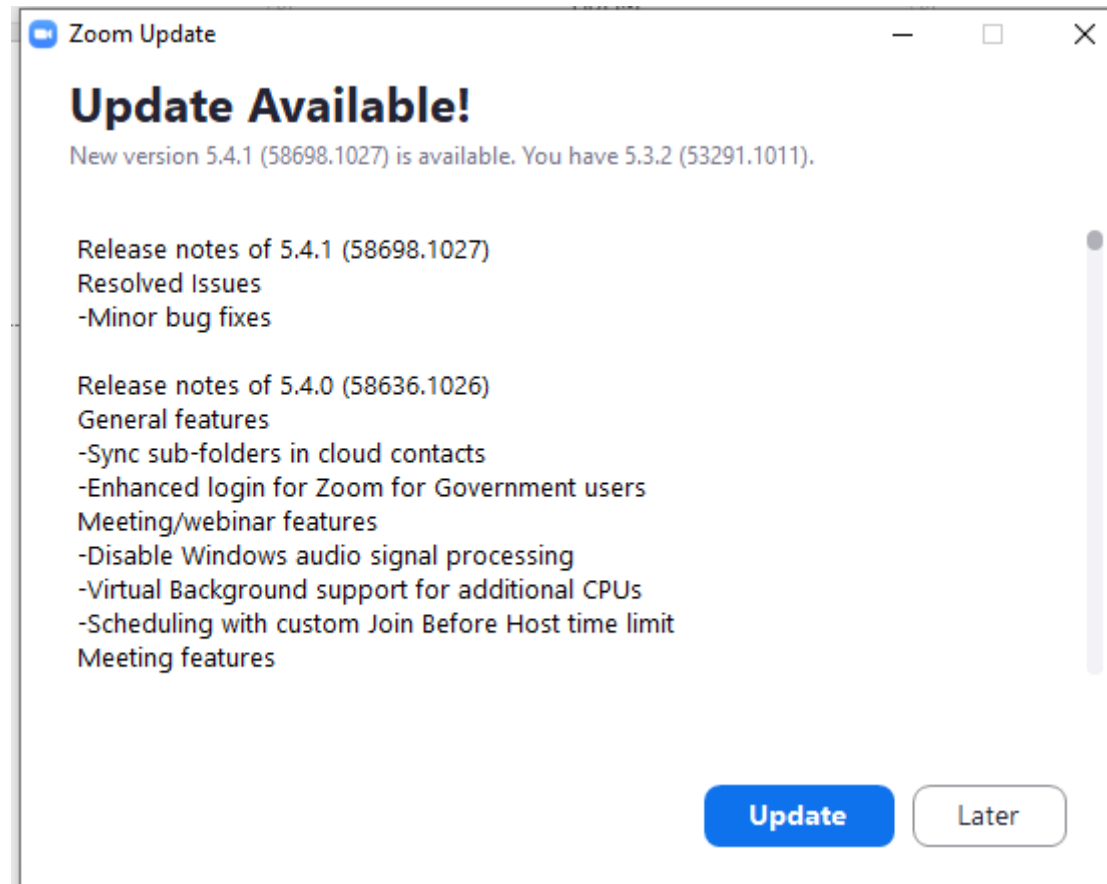 Zoom Update
Update Available!
New version 5.4.1 (58698.1027) is available. You have 5.3.2 (53291.1011).
Release notes of 5.4.1 (58698.1027)
Resolved Issues
-Minor bug fixes
Release notes of 5.4.0 (58636.1026)
General features
-Sync sub-folders in cloud contacts
-Enhanced login for Zoom for Government users
Meeting/webinar features
-Disable Windows audio signal processing
-Virtual Background support for additional CPUs
-Scheduling with custom Join Before Host time limit
Meeting features
Update
Later